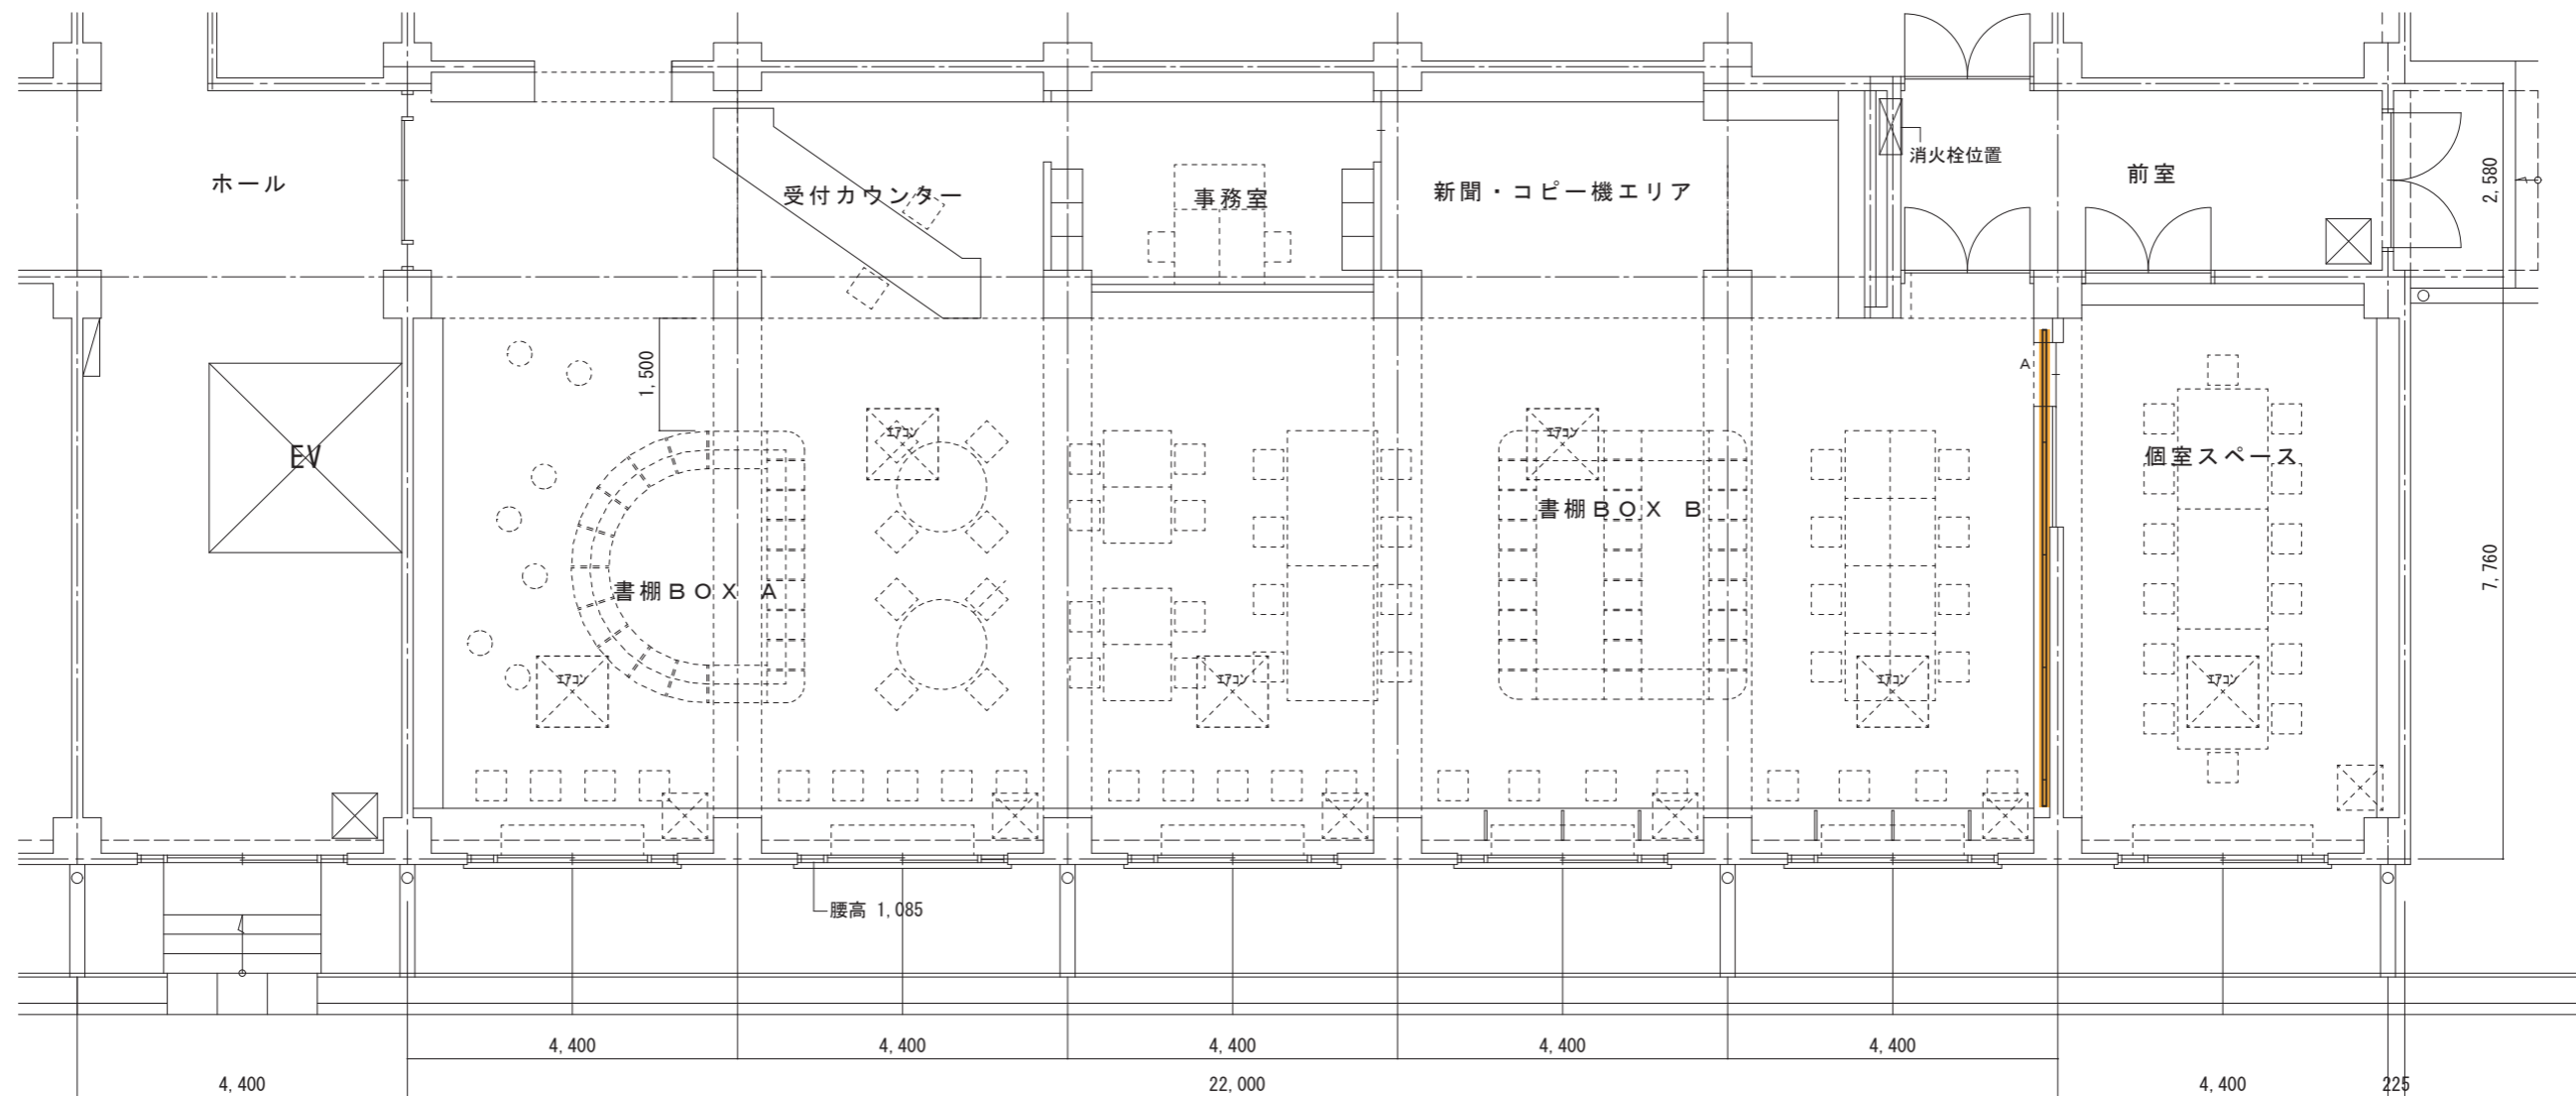 ホール
受付カウンター
事務室
新聞・コピー機エリア
消火栓位置
前室
2,580
EV
1,500
エアコン
エアコン
A
個室スペース
書棚BOX B
書棚BOX A
7,760
エアコン
エアコン
エアコン
エアコン
腰高 1,085
4,400
4,400
4,400
4,400
4,400
4,400
22,000
4,400
225